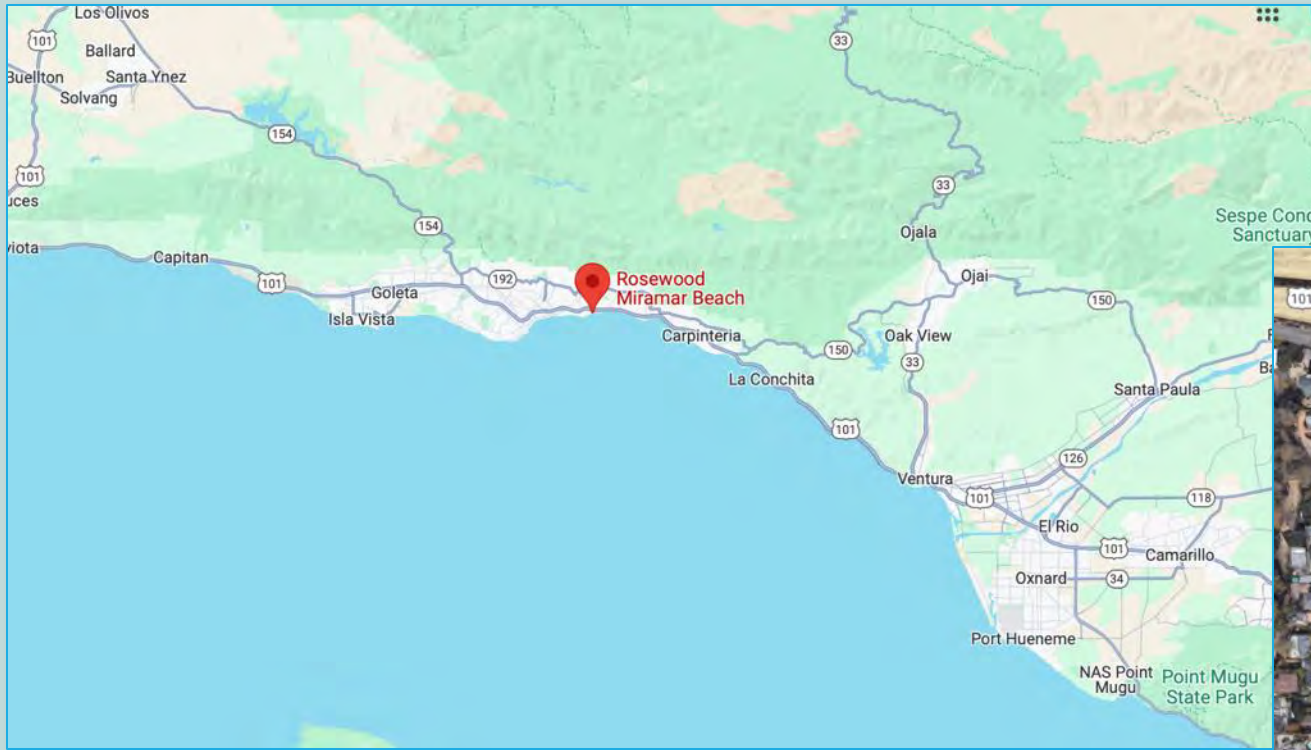 Los Olivos
33
101
Ballard
Buellton
Santa Ynez
Solvang
154
101
33
uces
154
Ojala
Sespe Cond
Sanctuary
viota
Capitan
101
192
Rosewood
Miramar Beach
Ojai
Goleta
150
101
Isla Vista
Carpinteria
150
Oak View
33
La Conchita
Santa Paula
101
126
Ventura
101
118
El Rio
101
Camarillo
Oxnard
34
Port Hueneme
NAS Point
Mugu
Point Mugu
State Park